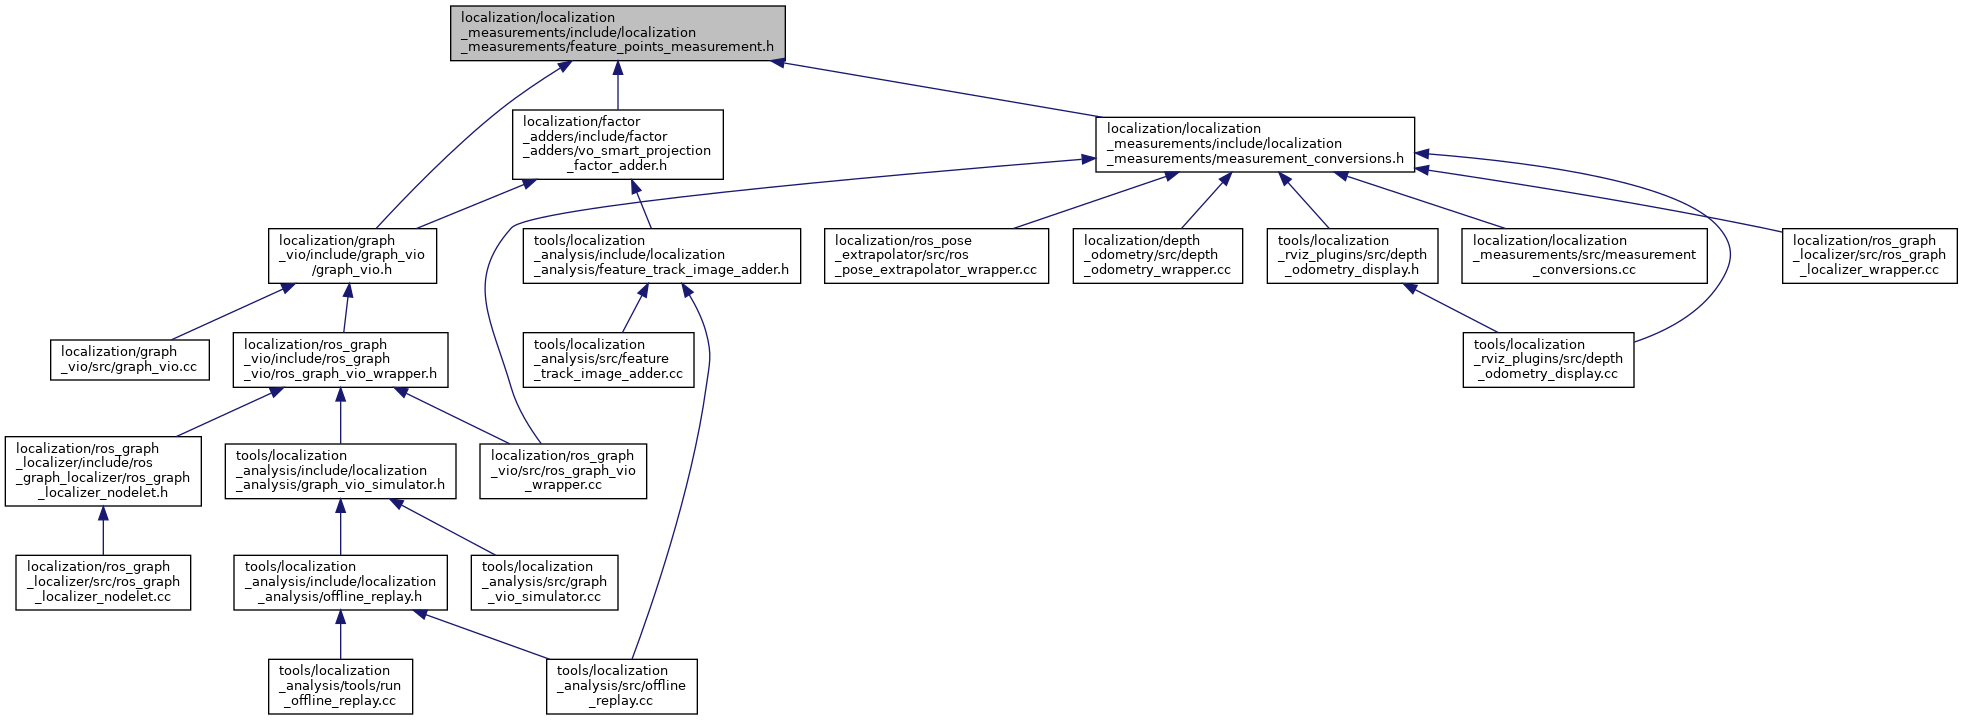 localization/localization
_measurements/include/localization
_measurements/feature_points_measurement.h
localization/factor
_adders/include/factor
_adders/vo_smart_projection
_factor_adder.h
localization/localization
_measurements/include/localization
_measurements/measurement_conversions.h
localization/graph
_vio/include/graph_vio
/graph_vio.h
tools/localization
_analysis/include/localization
_analysis/feature_track_image_adder.h
localization/ros_pose
_extrapolator/src/ros
_pose_extrapolator_wrapper.cc
localization/depth
_odometry/src/depth
_odometry_wrapper.cc
tools/localization
_rviz_plugins/src/depth
_odometry_display.h
localization/localization
_measurements/src/measurement
_conversions.cc
localization/ros_graph
_localizer/src/ros_graph
_localizer_wrapper.cc
localization/graph
_vio/src/graph_vio.cc
localization/ros_graph
_vio/include/ros_graph
_vio/ros_graph_vio_wrapper.h
tools/localization
_analysis/src/feature
_track_image_adder.cc
tools/localization
_rviz_plugins/src/depth
_odometry_display.cc
localization/ros_graph
_localizer/include/ros
_graph_localizer/ros_graph
_localizer_nodelet.h
tools/localization
_analysis/include/localization
_analysis/graph_vio_simulator.h
localization/ros_graph
_vio/src/ros_graph_vio
_wrapper.cc
localization/ros_graph
_localizer/src/ros_graph
_localizer_nodelet.cc
tools/localization
_analysis/include/localization
_analysis/offline_replay.h
tools/localization
_analysis/src/graph
_vio_simulator.cc
tools/localization
_analysis/tools/run
_offline_replay.cc
tools/localization
_analysis/src/offline
_replay.cc